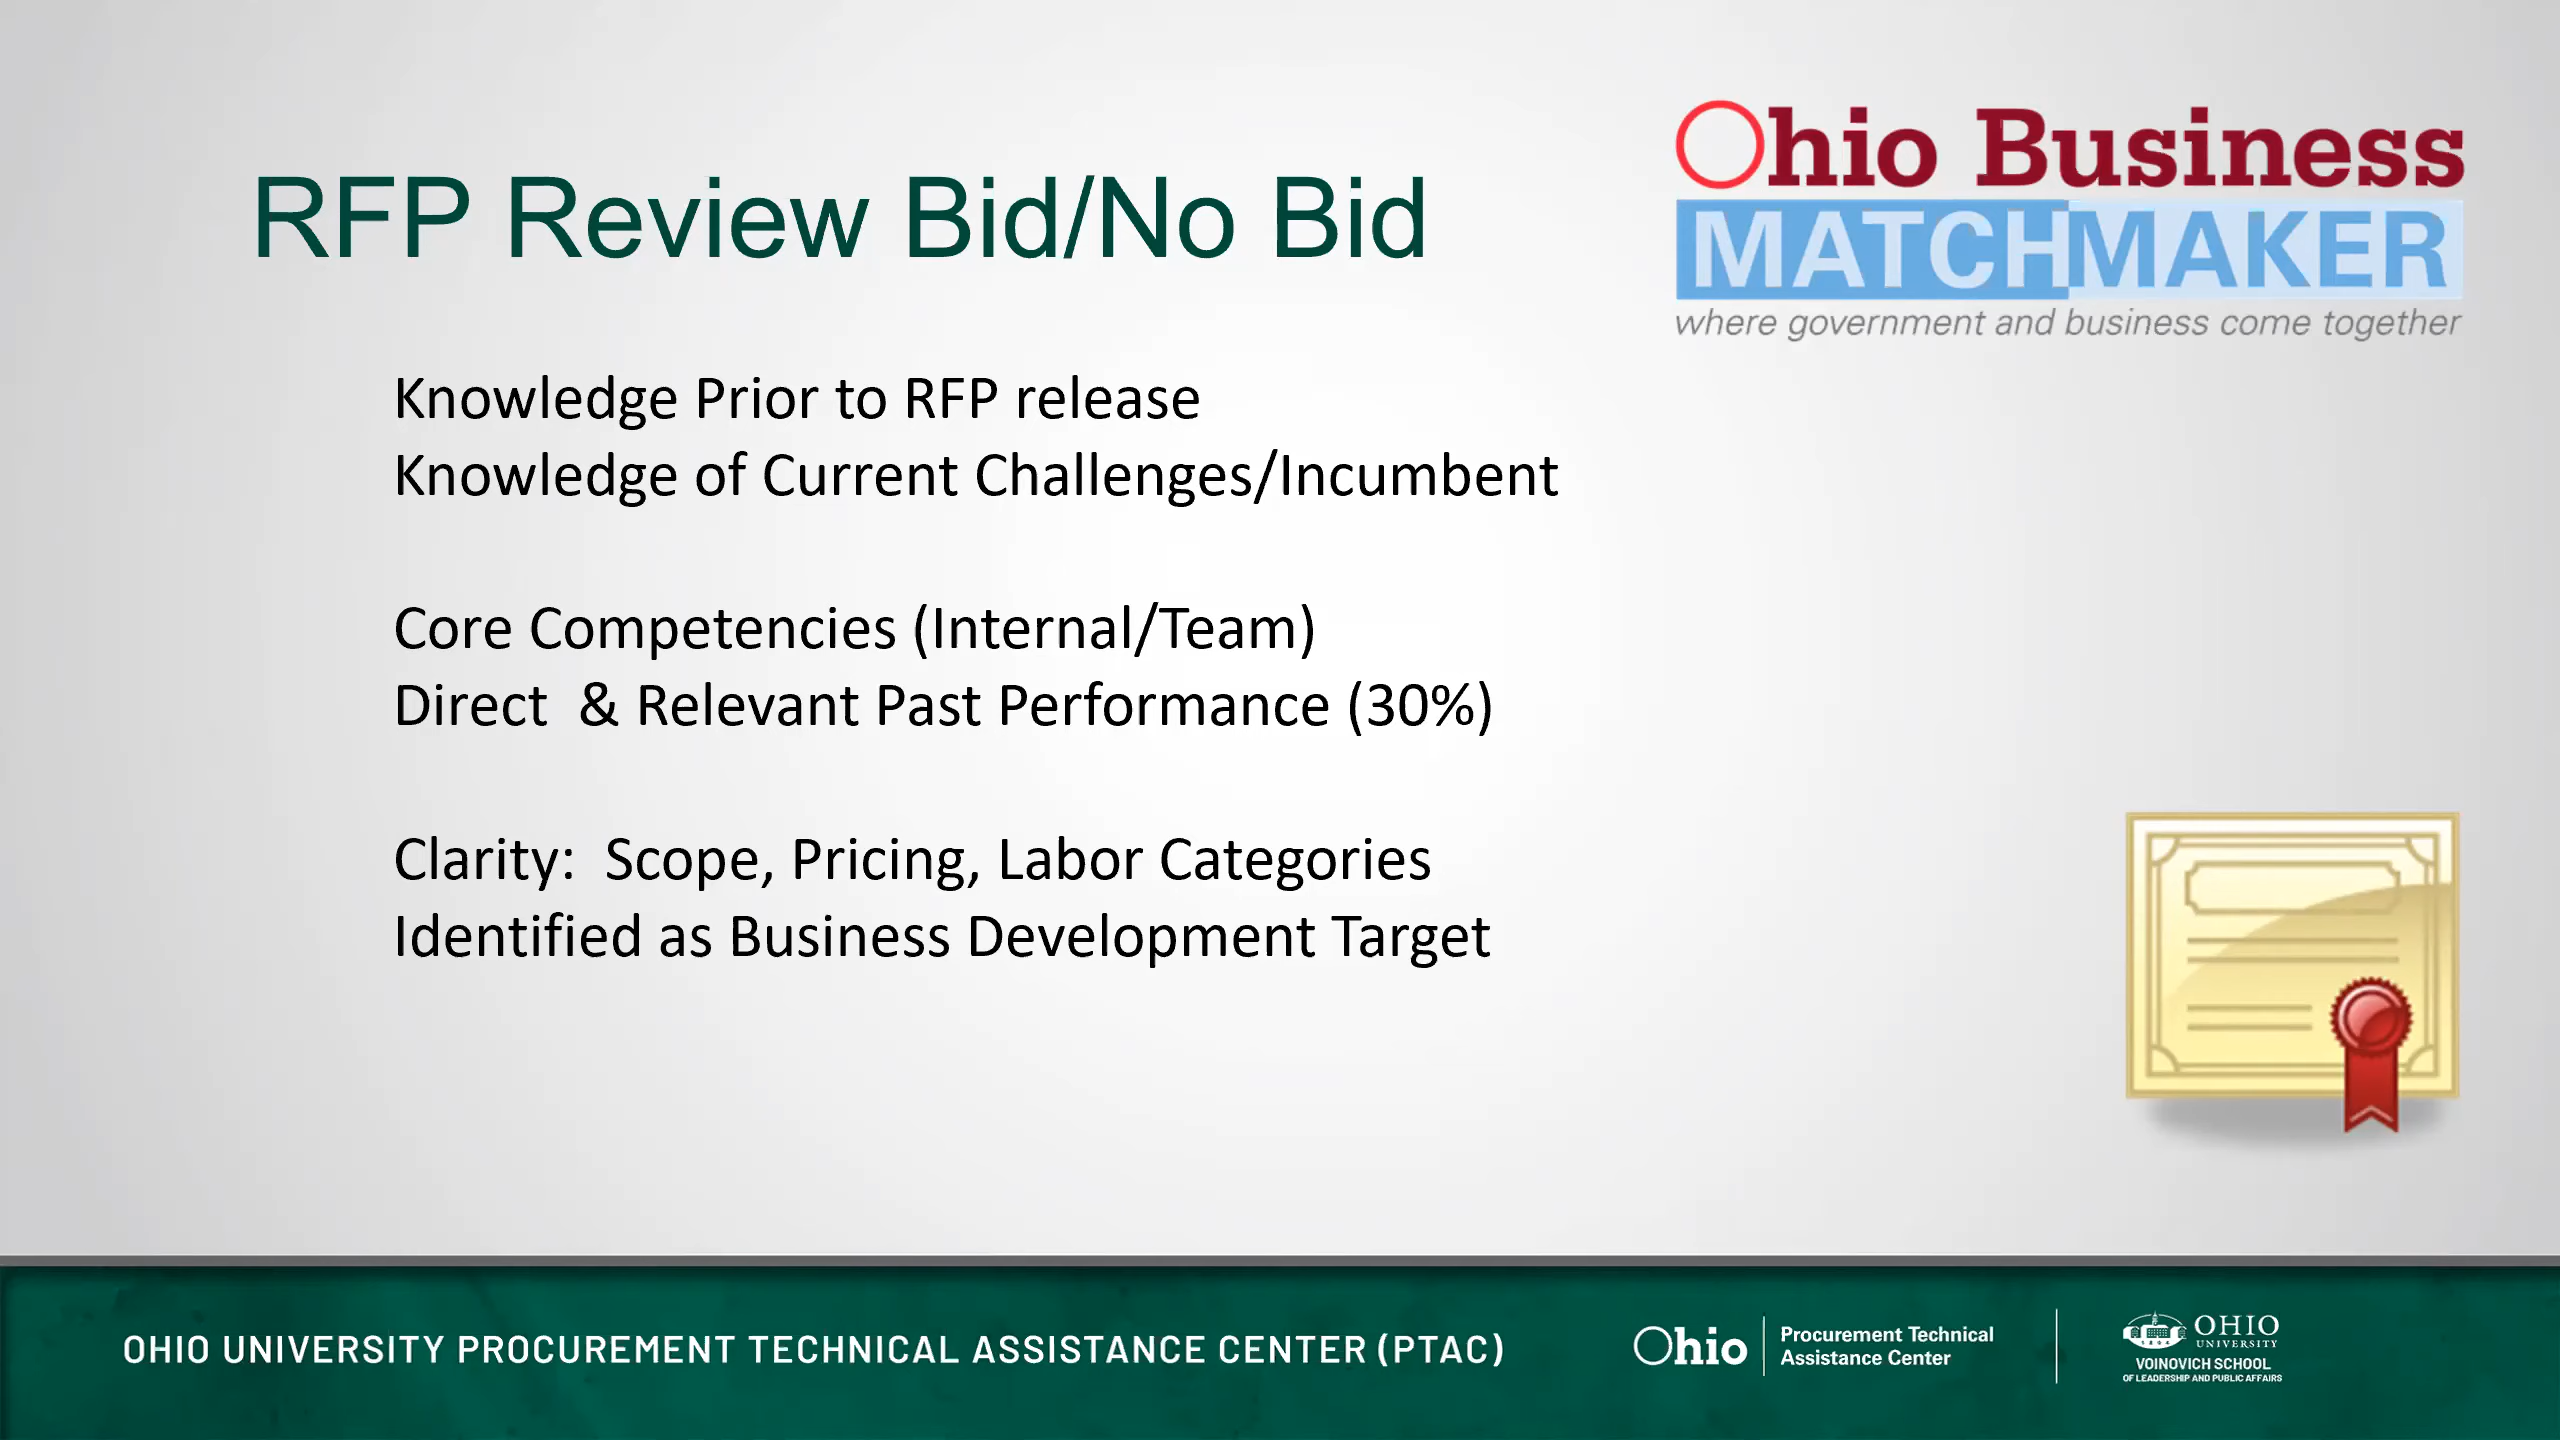 RFP Review Bid/No Bid
Ohio Business
MATCHMAKER
where government and business come together
Knowledge Prior to RFP release
Knowledge of Current Challenges/Incumbent
Core Competencies (Internal/Team)
Direct  & Relevant Past Performance (30%)
Clarity:  Scope, Pricing, Labor Categories
Identified as Business Development Target
OHIO UNIVERSITY PROCUREMENT TECHNICAL ASSISTANCE CENTER (PTAC)
Ohio
Procurement Technical
Assistance Center
OHIO
UNIVERSITY
VOINOVICH SCHOOL
OF LEADERSHIP AND PUBLIC AFFAIRS